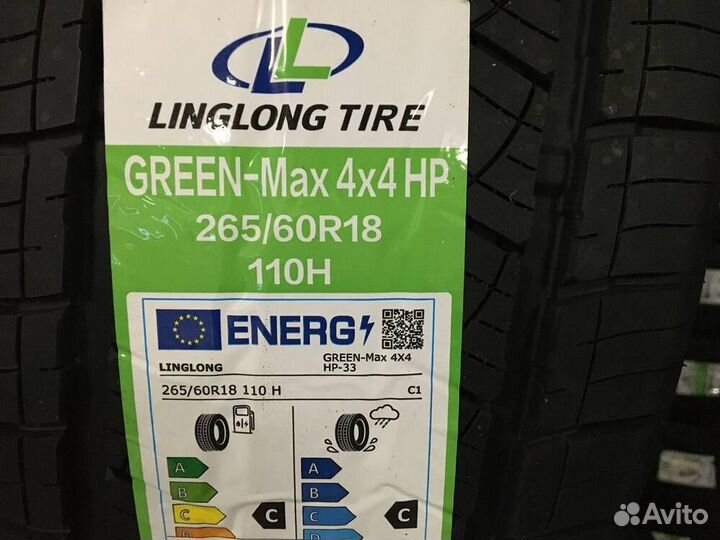 LINGLONG TIRE
GREEN-Max 4x4 HP
265/60R18
110H
ENERG
LINGLONG
GREEN-Max 4X4
HP-33
265/60R18 110 H
C1
A
B
C
D
C
A
B
C
D
C
Avito